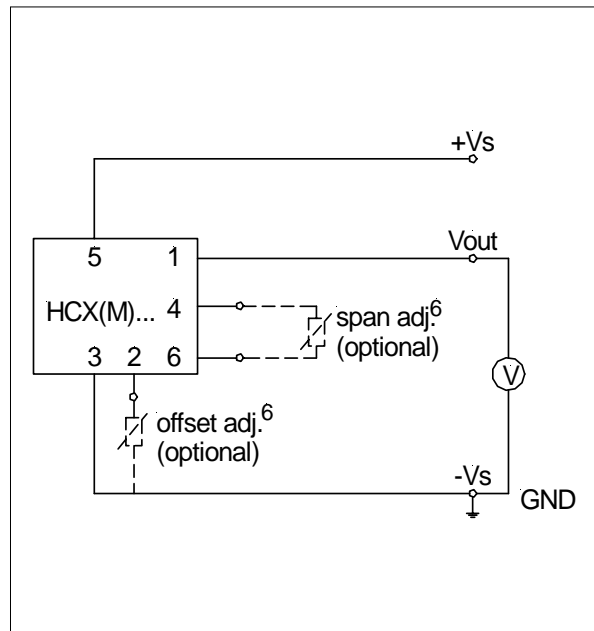 +Vs
Vout
5 1
HCX(M)... 4
3 2 6
span adj.6
(optional)
V
offset adj.6
(optional)
-Vs
GND